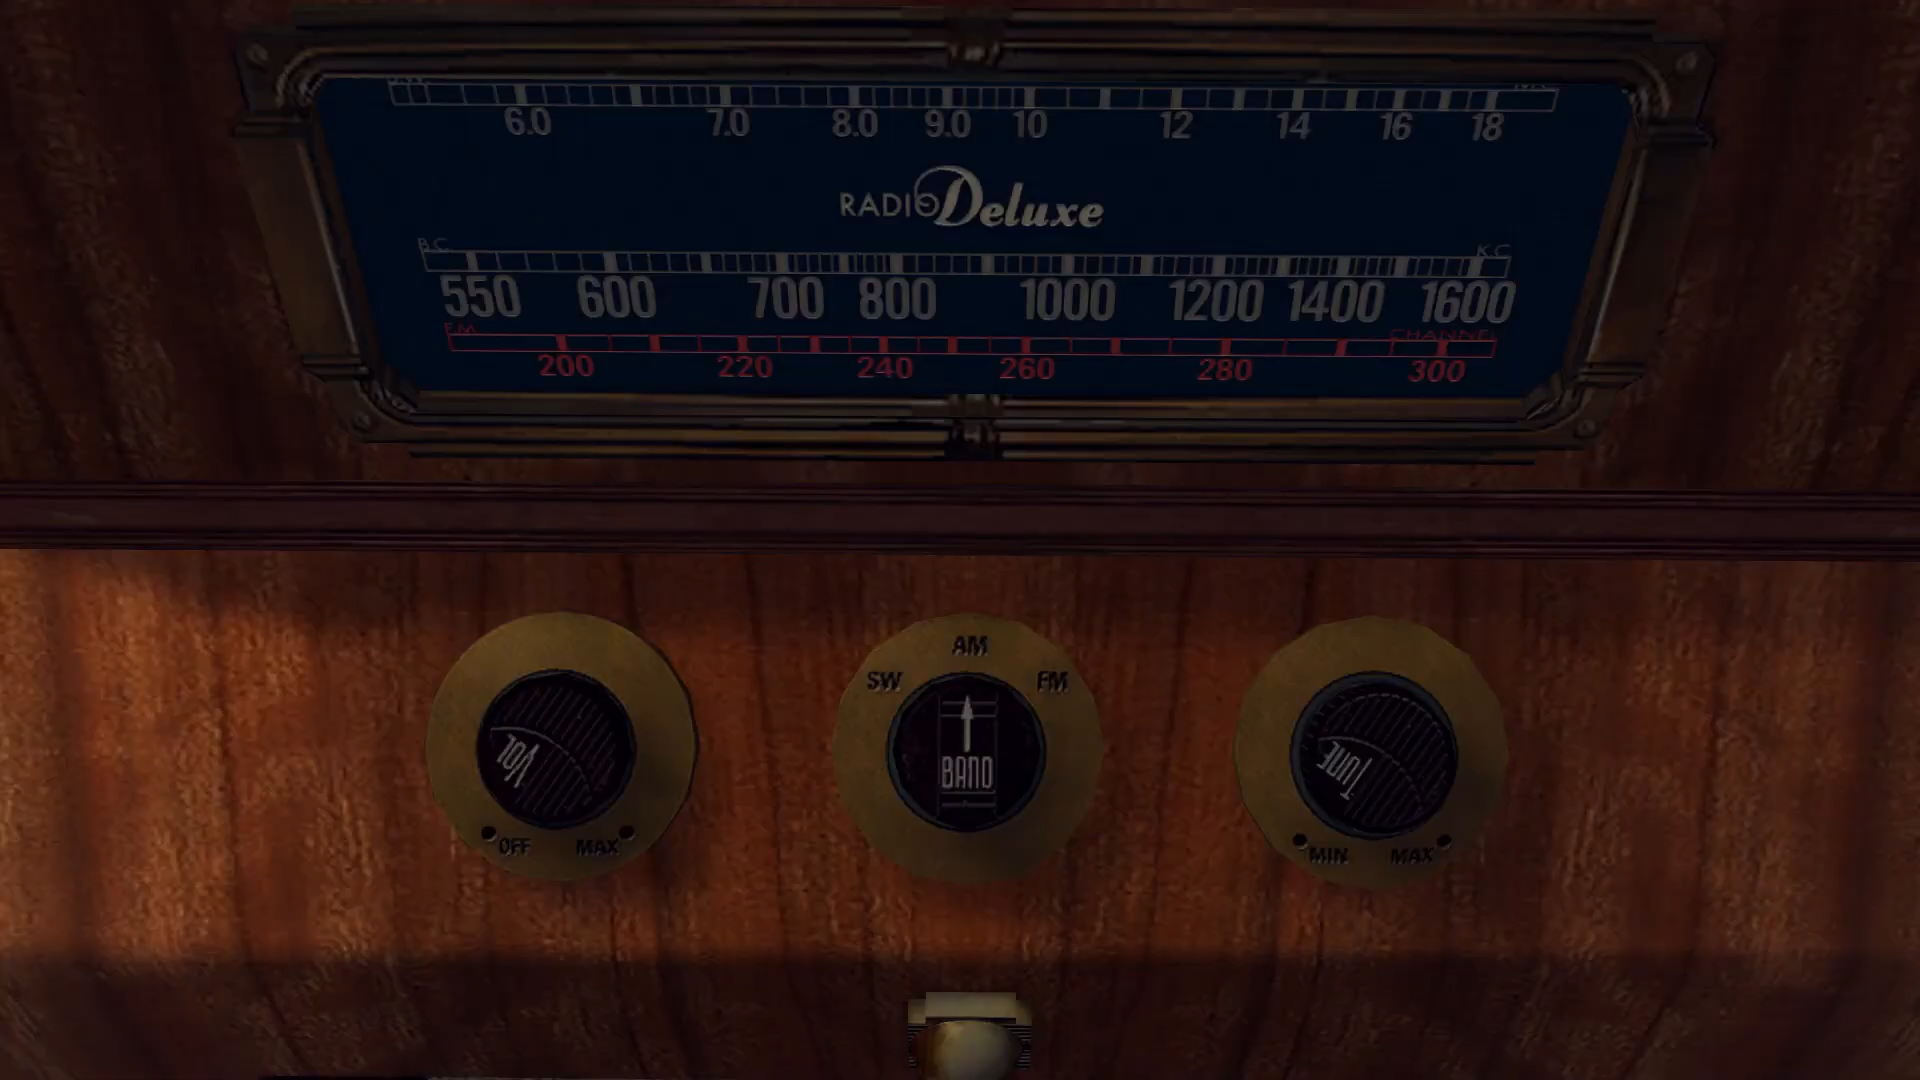 6.0 7.0 8.0 9.0 10 12 14 16 18
RADIO Deluxe
B.C. K.C
550 600 700 800 1000 1200 1400 1600
F.M. CHANNEL
200 220 240 260 280 300
AM
SW FM
VOL BAND TUNE
OFF MAX MIN MAX